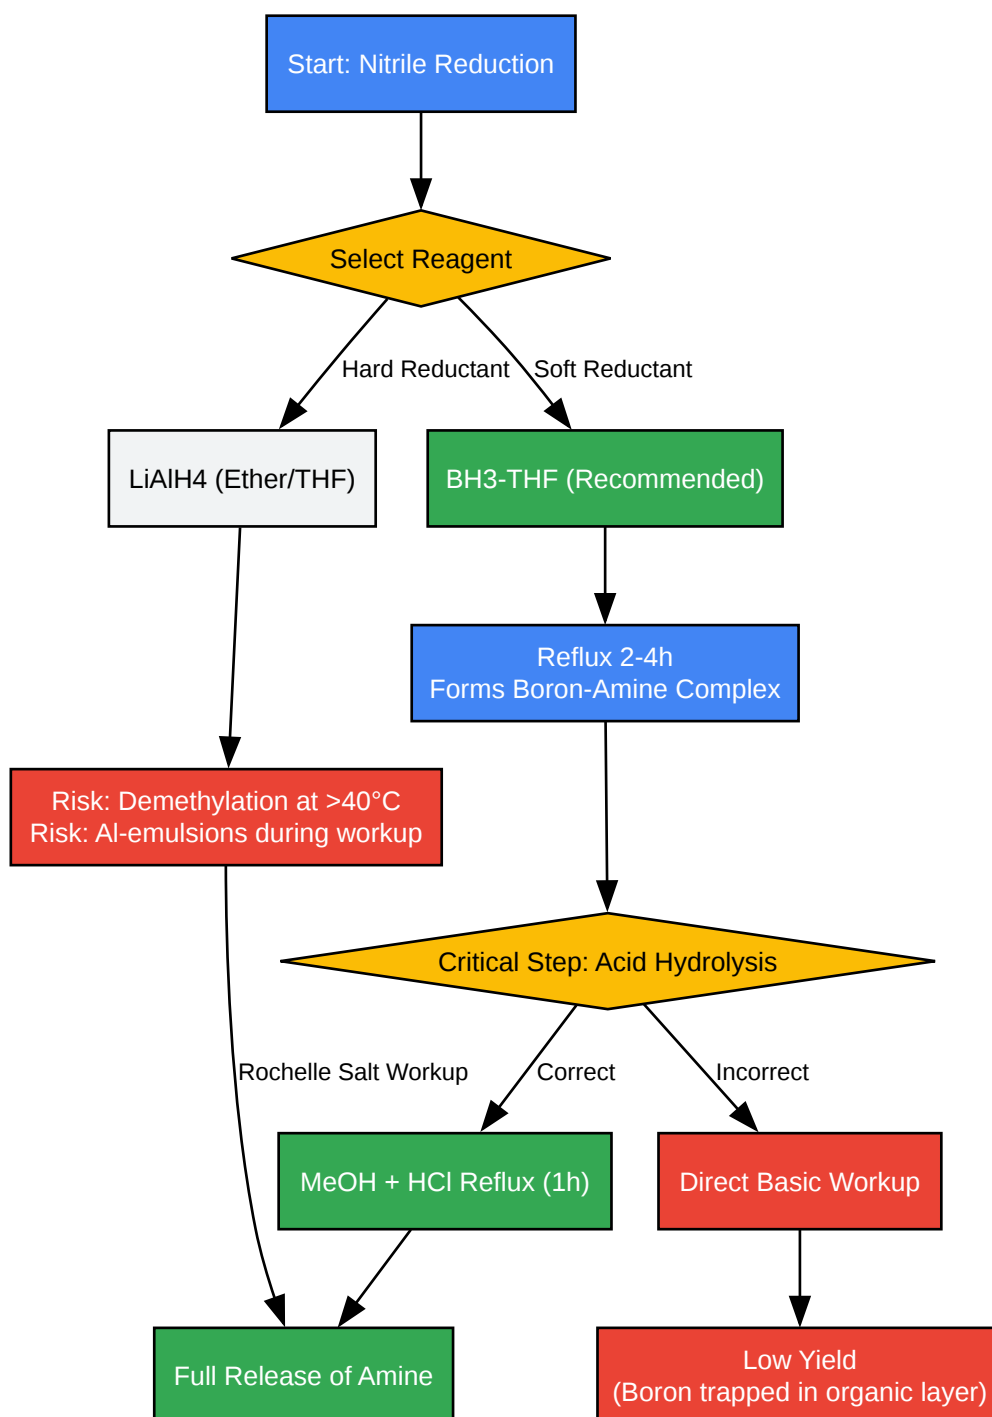 Start: Nitrile Reduction
Select Reagent
Hard Reductant
Soft Reductant
LiAlH4 (Ether/THF)
BH3-THF (Recommended)
Reflux 2-4h
Forms Boron-Amine Complex
Risk: Demethylation at >40°C
Risk: Al-emulsions during workup
Critical Step: Acid Hydrolysis
Rochelle Salt Workup
Correct
Incorrect
MeOH + HCl Reflux (1h)
Direct Basic Workup
Full Release of Amine
Low Yield
(Boron trapped in organic layer)